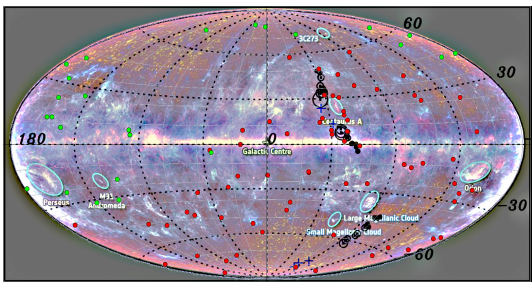 60
3C273
30
Centaurus A
180
0
Galactic Centre
Perseus
M31
Andromeda
Orion
-30
Large Magellanic Cloud
Small Magellanic Cloud
-60